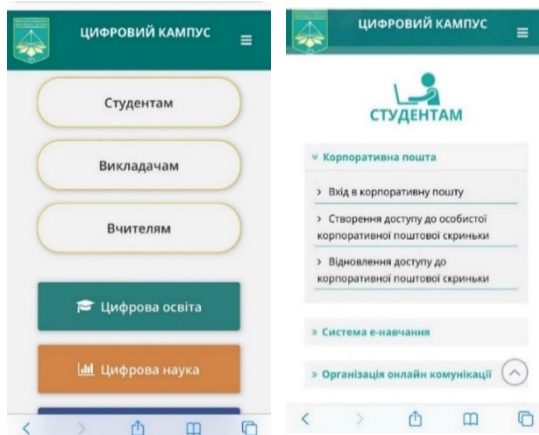 ЦИФРОВИЙ КАМПУС
Студентам
Викладачам
Вчителям
Цифрова освіта
Цифрова наука
ЦИФРОВИЙ КАМПУС
СТУДЕНТАМ
Корпоративна пошта
Вхід в корпоративну пошту
Створення доступу до особистої
корпоративної поштової скриньки
Відновлення доступу до
корпоративної поштової скриньки
Система е-навчання
Організація онлайн комунікації